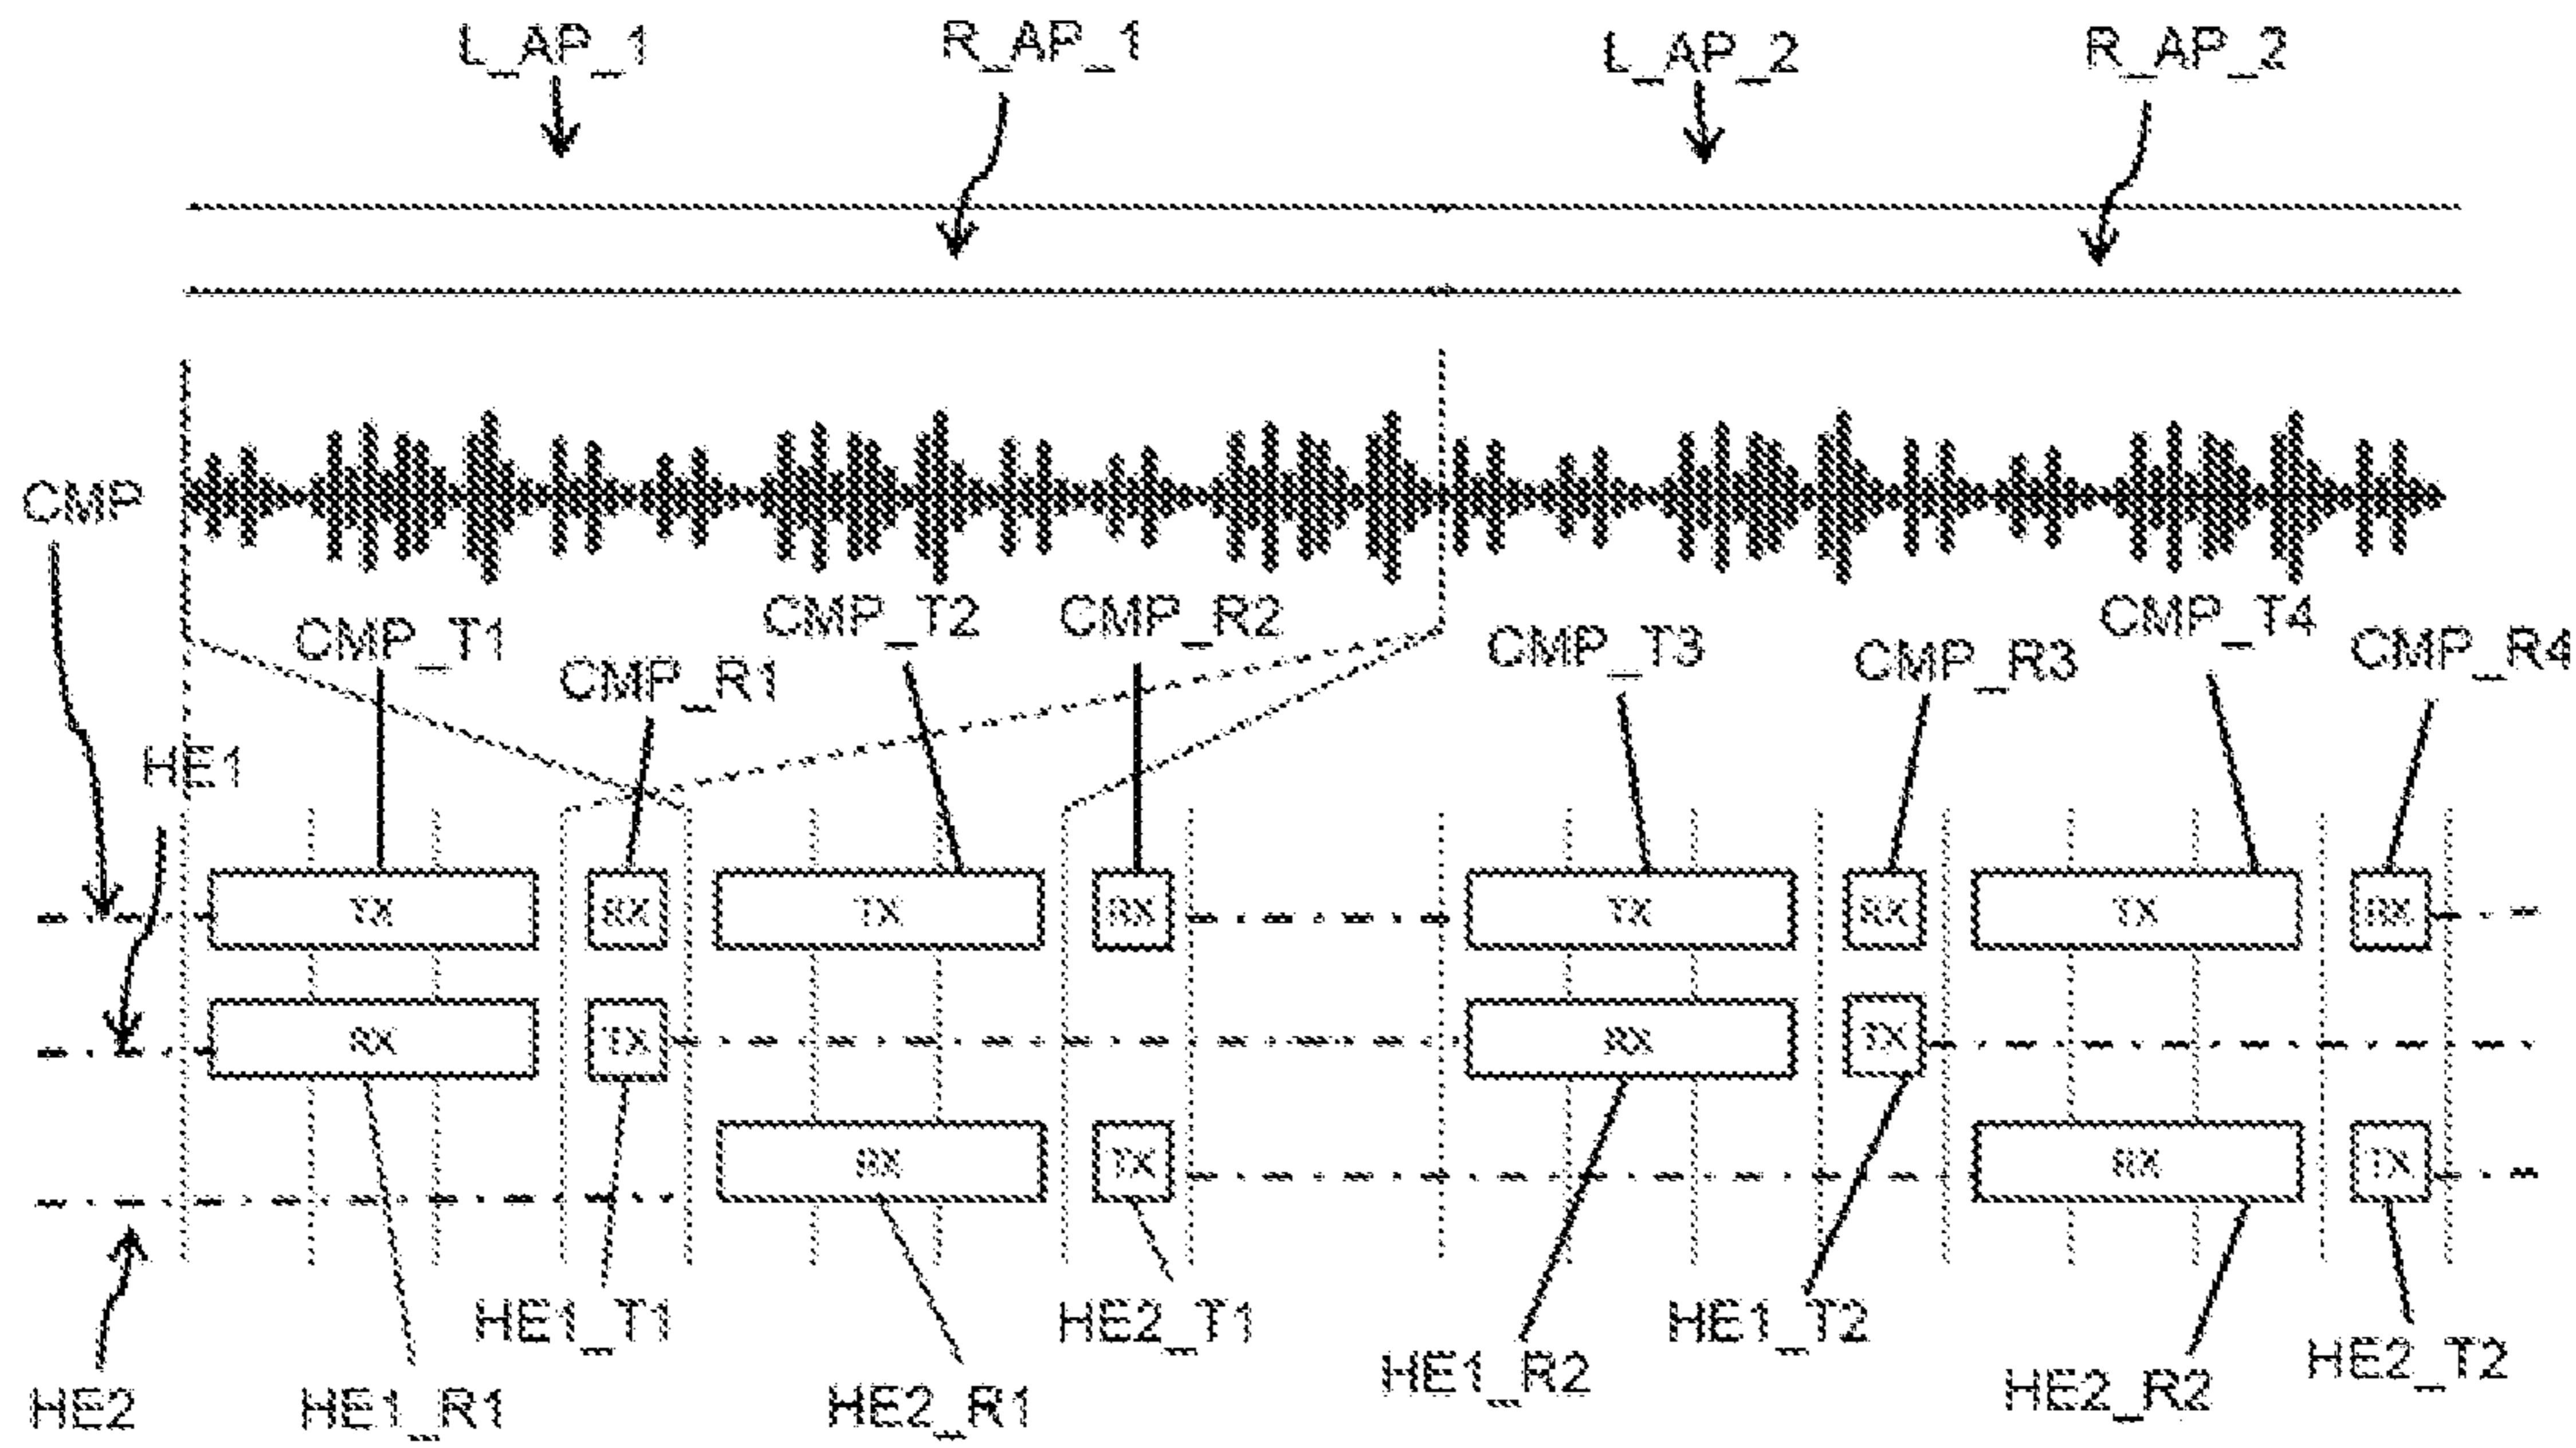 L_AP_1 R_AP_1 L_AP_2 R_AP_2
CMP
CMP_T1 CMP_R1 CMP_T2 CMP_R2 CMP_T3 CMP_R3 CMP_T4 CMP_R4
HE1
TX RX TX RX TX RX TX RX
RX TX RX TX
RX TX RX TX
HE1_T1 HE2_T1 HE1_T2
HE2 HE1_R1 HE2_R1 HE1_R2 HE2_R2 HE2_T2